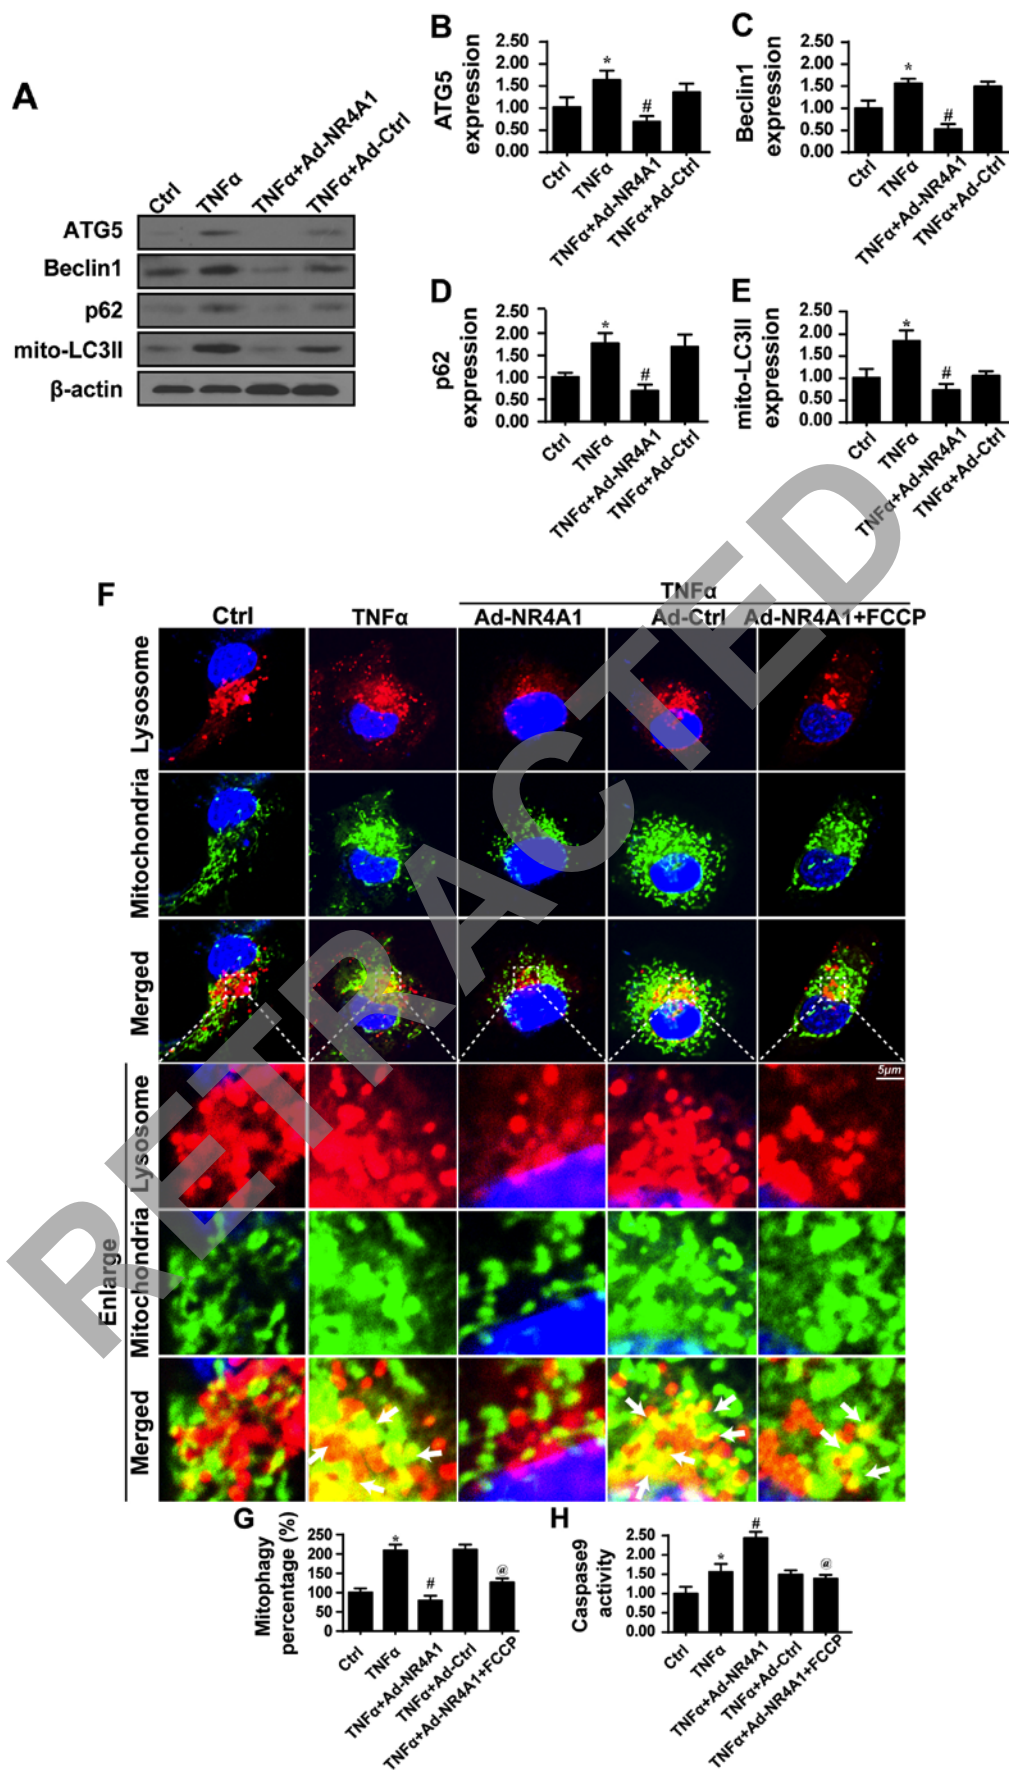 A
Ctrl
TNFα
TNFα+Ad-NR4A1
TNFα+Ad-Ctrl
ATG5
Beclin1
p62
mito-LC3II
β-actin
B
ATG5
expression
2.50
2.00
1.50
1.00
0.50
0.00
*
#
Ctrl
TNFα
TNFα+Ad-NR4A1
TNFα+Ad-Ctrl
C
Beclin1
expression
2.50
2.00
1.50
1.00
0.50
0.00
*
#
Ctrl
TNFα
TNFα+Ad-NR4A1
TNFα+Ad-Ctrl
D
p62
expression
2.50
2.00
1.50
1.00
0.50
0.00
*
#
Ctrl
TNFα
TNFα+Ad-NR4A1
TNFα+Ad-Ctrl
E
mito-LC3II
expression
2.50
2.00
1.50
1.00
0.50
0.00
*
#
Ctrl
TNFα
TNFα+Ad-NR4A1
TNFα+Ad-Ctrl
F
TNFα
Ctrl
TNFα
Ad-NR4A1
Ad-Ctrl
Ad-NR4A1+FCCP
Lysosome
Mitochondria
Merged
Enlarge
Lysosome
5μm
Mitochondria
Merged
G
Mitophagy
percentage (%)
250
200
150
100
50
0
*
#
@
Ctrl
TNFα
TNFα+Ad-NR4A1
TNFα+Ad-Ctrl
TNFα+Ad-NR4A1+FCCP
H
Caspase9
activity
2.50
2.00
1.50
1.00
0.50
0.00
*
#
@
Ctrl
TNFα
TNFα+Ad-NR4A1
TNFα+Ad-Ctrl
TNFα+Ad-NR4A1+FCCP
RETRACTED